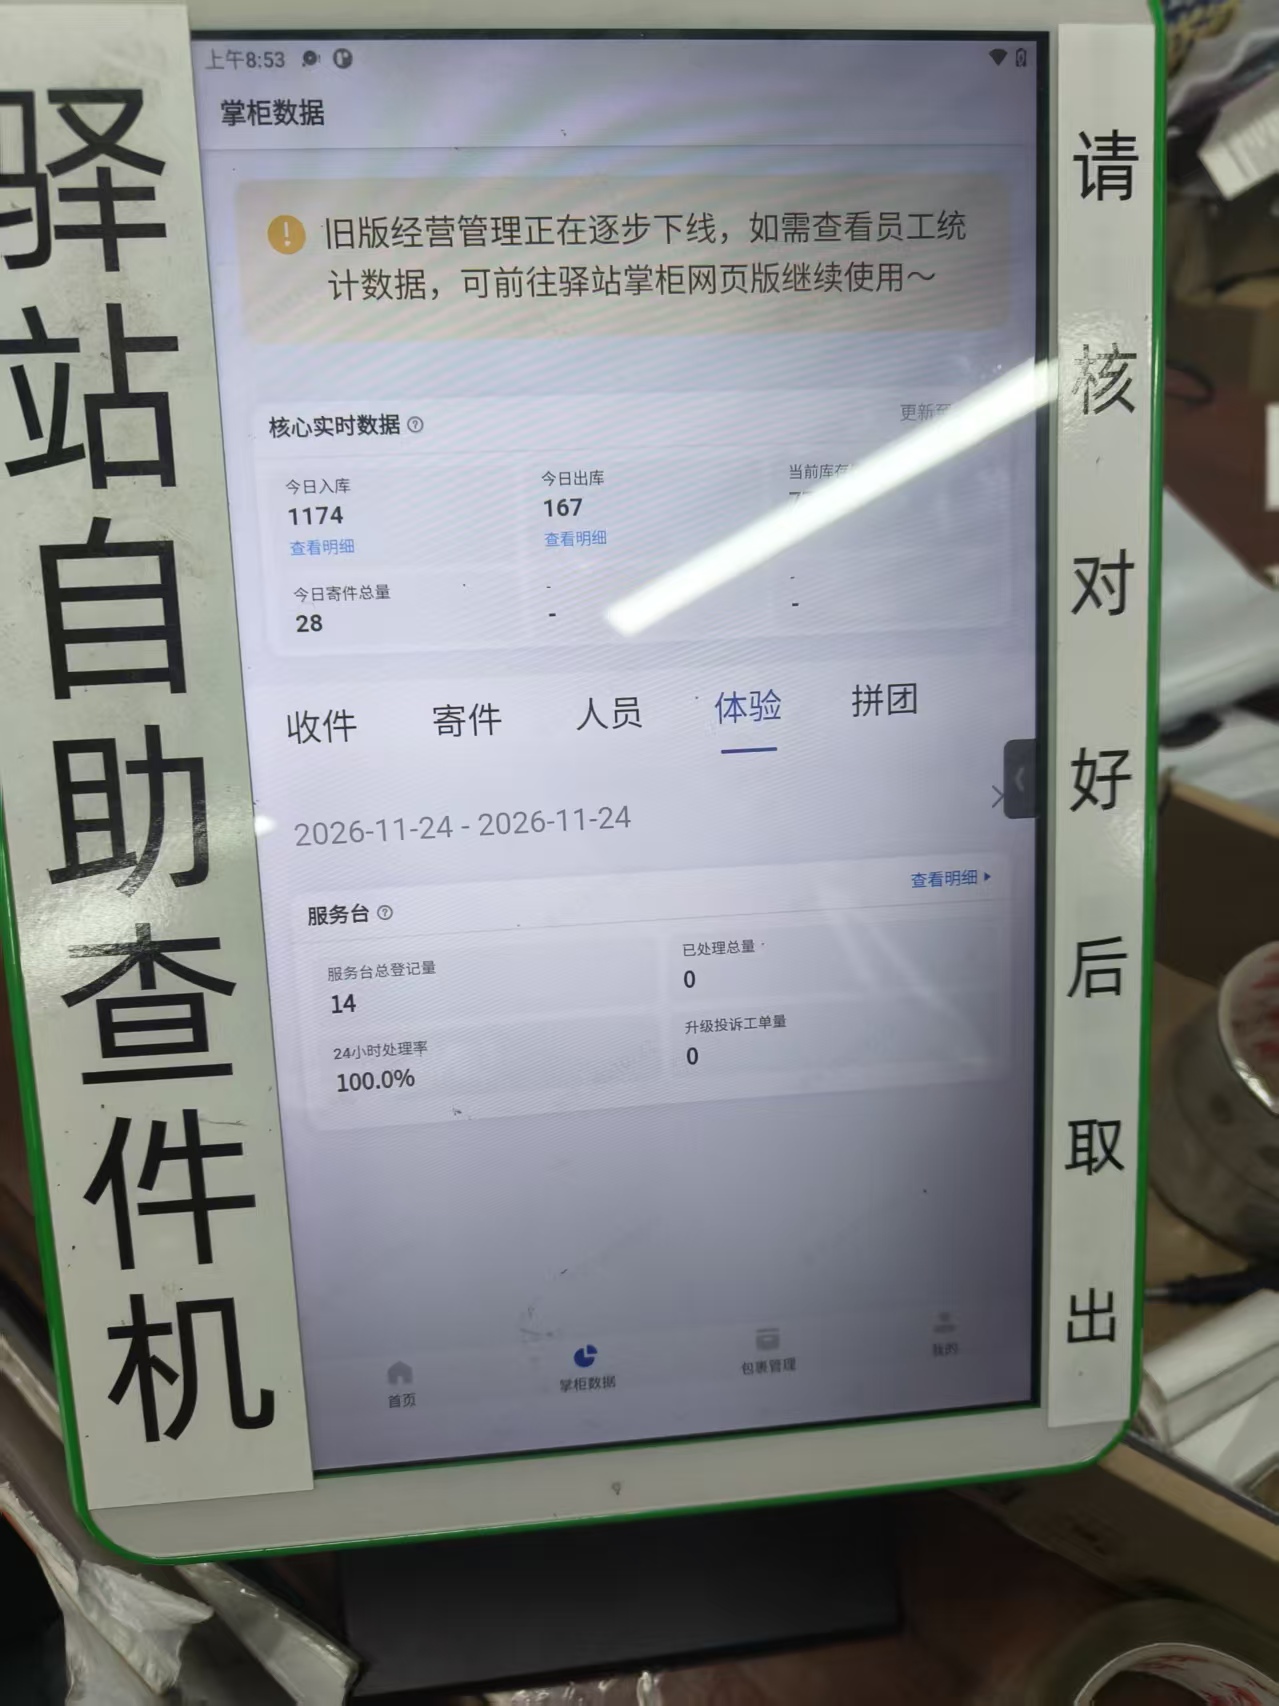 驿站自助查件机
上午8:53
掌柜数据
旧版经营管理正在逐步下线，如需查看员工统
计数据，可前往驿站掌柜网页版继续使用～
核心实时数据
更新至
今日入库
1174
查看明细
今日出库
167
查看明细
当前库存
今日寄件总量
28
-
-
-
-
收件 寄件 人员 体验 拼团
2026-11-24 - 2026-11-24
服务台
查看明细
服务台总登记量
14
已处理总量
0
24小时处理率
100.0%
升级投诉工单量
0
首页 掌柜数据 包裹管理 我的
请核对好后取出